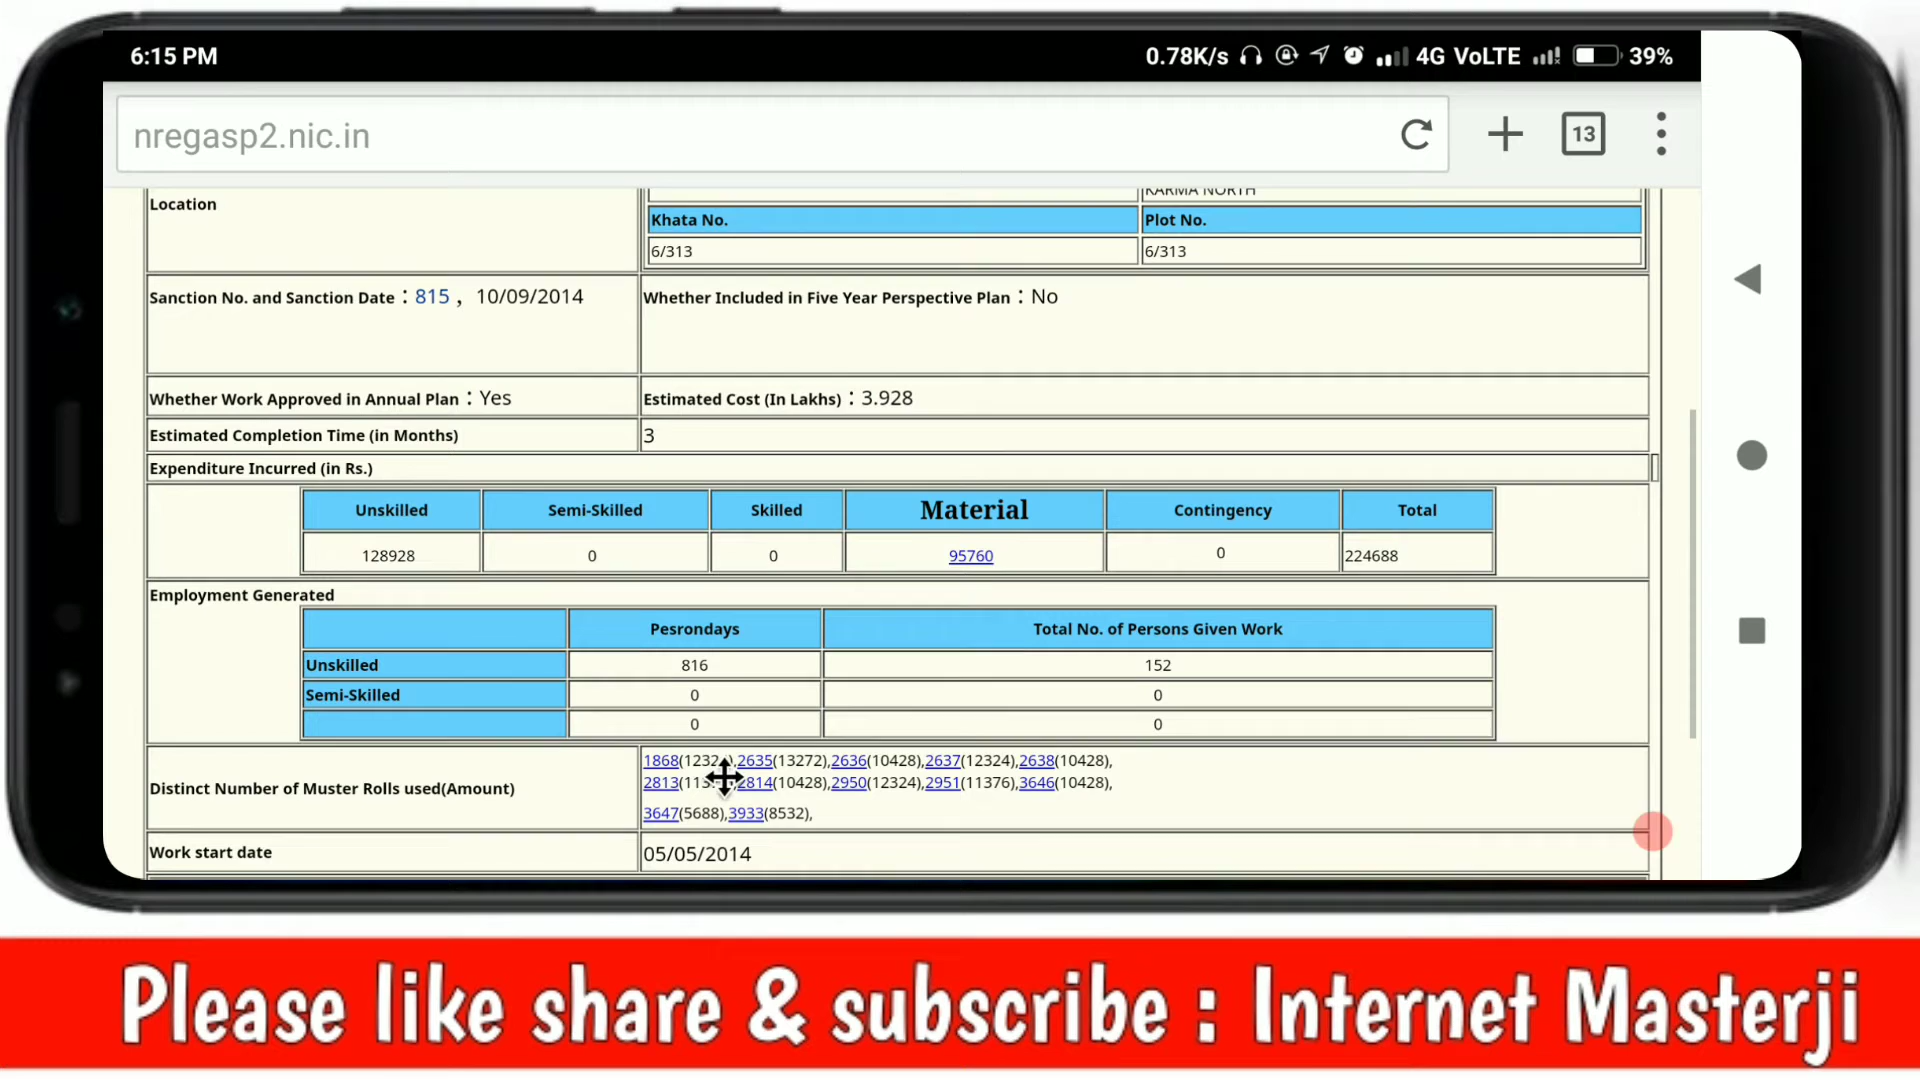 6:15 PM 0.78K/s 4G VoLTE 39%
nregasp2.nic.in 13
KARMA NORTH
Location
Khata No. Plot No.
6/313 6/313
Sanction No. and Sanction Date : 815 , 10/09/2014 Whether Included in Five Year Perspective Plan : No
Whether Work Approved in Annual Plan : Yes Estimated Cost (In Lakhs) : 3.928
Estimated Completion Time (in Months) 3
Expenditure Incurred (in Rs.)
Unskilled Semi-Skilled Skilled Material Contingency Total
128928 0 0 95760 0 224688
Employment Generated
Pesrondays Total No. of Persons Given Work
Unskilled 816 152
Semi-Skilled 0 0
0 0
1868 ,2635(13272),2636(10428),2637(12324),2638(10428),
2813 2814(10428),2950(12324),2951(11376),3646(10428),
Distinct Number of Muster Rolls used(Amount)
3647(5688),3933(8532),
Work start date 05/05/2014
Please like share & subscribe : Internet Masterji